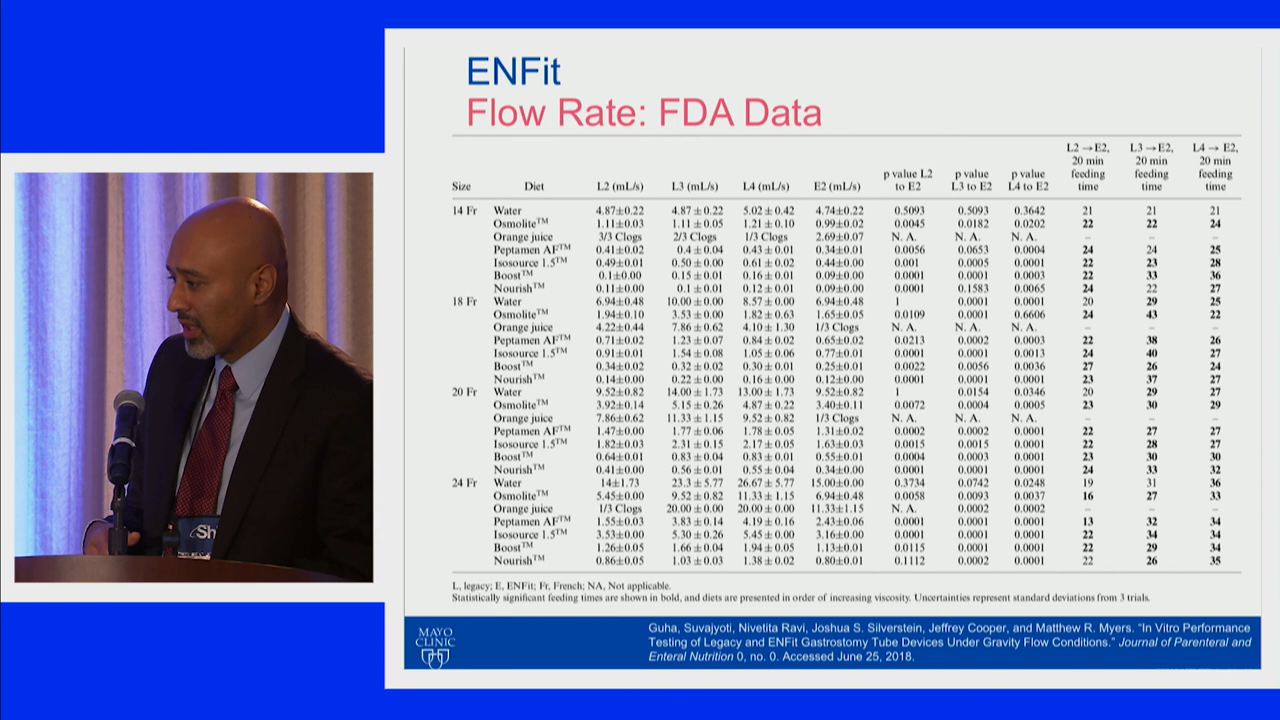 ENFit
Flow Rate: FDA Data
Size Diet L2 (mL/s) L3 (mL/s) L4 (mL/s) E2 (mL/s) p value L2 to E2 p value L3 to E2 p value L4 to E2 L2 → E2, 20 min feeding time L3 → E2, 20 min feeding time L4 → E2, 20 min feeding time
14 Fr Water 4.87±0.22 4.87 ± 0.22 5.02 ± 0.42 4.74±0.22 0.5093 0.5093 0.3642 21 21 21
Osmolite™ 1.11±0.03 1.11 ± 0.05 1.21 ± 0.10 0.99±0.02 0.0045 0.0182 0.0202 22 22 24
Orange juice 3/3 Clogs 2/3 Clogs 1/3 Clogs 2.69±0.07 N. A. N. A. N. A. – – –
Peptamen AF™ 0.41±0.02 0.4 ± 0.04 0.43 ± 0.01 0.34±0.01 0.0056 0.0653 0.0004 24 24 25
Isosource 1.5™ 0.49±0.01 0.50 ± 0.00 0.61 ± 0.02 0.44±0.00 0.001 0.0005 0.0001 22 23 28
Boost™ 0.1±0.00 0.15 ± 0.01 0.16 ± 0.01 0.09±0.00 0.0001 0.0001 0.0003 22 33 36
Nourish™ 0.11±0.00 0.1 ± 0.01 0.12 ± 0.01 0.09±0.00 0.0001 0.1583 0.0065 24 22 27
18 Fr Water 6.94±0.48 10.00 ± 0.00 8.57 ± 0.00 6.94±0.48 1 0.0001 0.0001 20 29 25
Osmolite™ 1.94±0.10 3.53 ± 0.00 1.82 ± 0.63 1.65±0.05 0.0109 0.0001 0.6606 24 43 22
Orange juice 4.22±0.44 7.86 ± 0.62 4.10 ± 1.30 1/3 Clogs N. A. N. A. N. A. – – –
Peptamen AF™ 0.71±0.02 1.23 ± 0.07 0.84 ± 0.02 0.65±0.02 0.0213 0.0002 0.0003 22 38 26
Isosource 1.5™ 0.91±0.01 1.54 ± 0.08 1.05 ± 0.06 0.77±0.01 0.0001 0.0001 0.0013 24 40 27
Boost™ 0.34±0.02 0.32 ± 0.02 0.30 ± 0.01 0.25±0.01 0.0022 0.0056 0.0036 27 26 24
Nourish™ 0.14±0.00 0.22 ± 0.00 0.16 ± 0.00 0.12±0.00 0.0001 0.0001 0.0001 23 37 27
20 Fr Water 9.52±0.82 14.00 ± 1.73 13.00 ± 1.73 9.52±0.82 1 0.0154 0.0346 20 29 27
Osmolite™ 3.92±0.14 5.15 ± 0.26 4.87 ± 0.22 3.40±0.11 0.0072 0.0004 0.0005 23 30 29
Orange juice 7.86±0.62 11.33 ± 1.15 9.52 ± 0.82 1/3 Clogs N. A. N. A. N. A. – – –
Peptamen AF™ 1.47±0.00 1.77 ± 0.06 1.78 ± 0.05 1.31±0.02 0.0002 0.0002 0.0001 22 27 27
Isosource 1.5™ 1.82±0.03 2.31 ± 0.15 2.17 ± 0.05 1.63±0.03 0.0015 0.0015 0.0001 22 28 27
Boost™ 0.64±0.01 0.83 ± 0.04 0.83 ± 0.01 0.55±0.01 0.0004 0.0003 0.0001 23 30 30
Nourish™ 0.41±0.00 0.56 ± 0.01 0.55 ± 0.04 0.34±0.00 0.0001 0.0001 0.0001 24 33 32
24 Fr Water 14±1.73 23.3 ± 5.77 26.67 ± 5.77 15.00±0.00 0.3734 0.0742 0.0248 19 31 36
Osmolite™ 5.45±0.00 9.52 ± 0.82 11.33 ± 1.15 6.94±0.48 0.0058 0.0093 0.0037 16 27 33
Orange juice 1/3 Clogs 20.00 ± 0.00 20.00 ± 0.00 11.33±1.15 N. A. 0.0002 0.0002 – – –
Peptamen AF™ 1.55±0.03 3.83 ± 0.14 4.19 ± 0.16 2.43±0.06 0.0001 0.0001 0.0001 13 32 34
Isosource 1.5™ 3.53±0.00 5.30 ± 0.26 5.45 ± 0.00 3.16±0.00 0.0001 0.0001 0.0001 22 34 34
Boost™ 1.26±0.05 1.66 ± 0.04 1.94 ± 0.05 1.13±0.01 0.0115 0.0001 0.0001 22 29 34
Nourish™ 0.86±0.05 1.03 ± 0.03 1.38 ± 0.02 0.80±0.01 0.1112 0.0002 0.0001 22 26 35
L, legacy; E, ENFit; Fr, French; NA, Not applicable.
Statistically significant feeding times are shown in bold, and diets are presented in order of increasing viscosity. Uncertainties represent standard deviations from 3 trials.
MAYO
CLINIC
Guha, Suvajyoti, Nivetita Ravi, Joshua S. Silverstein, Jeffrey Cooper, and Matthew R. Myers. “In Vitro Performance
Testing of Legacy and ENFit Gastrostomy Tube Devices Under Gravity Flow Conditions.” Journal of Parenteral and
Enteral Nutrition 0, no. 0. Accessed June 25, 2018.
Sh